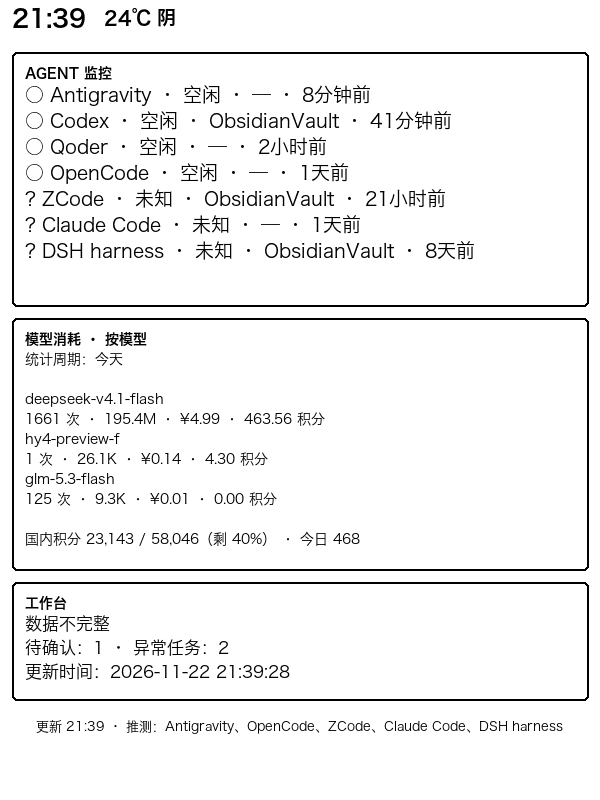 21:39 24℃ 阴
AGENT 监控
○ Antigravity · 空闲 · — · 8分钟前
○ Codex · 空闲 · ObsidianVault · 41分钟前
○ Qoder · 空闲 · — · 2小时前
○ OpenCode · 空闲 · — · 1天前
? ZCode · 未知 · ObsidianVault · 21小时前
? Claude Code · 未知 · — · 1天前
? DSH harness · 未知 · ObsidianVault · 8天前
模型消耗 · 按模型
统计周期：今天
deepseek-v4.1-flash
1661 次 · 195.4M · ¥4.99 · 463.56 积分
hy4-preview-f
1 次 · 26.1K · ¥0.14 · 4.30 积分
glm-5.3-flash
125 次 · 9.3K · ¥0.01 · 0.00 积分
国内积分 23,143 / 58,046（剩 40%） · 今日 468
工作台
数据不完整
待确认：1 · 异常任务：2
更新时间：2026-11-22 21:39:28
更新 21:39 · 推测：Antigravity、OpenCode、ZCode、Claude Code、DSH harness